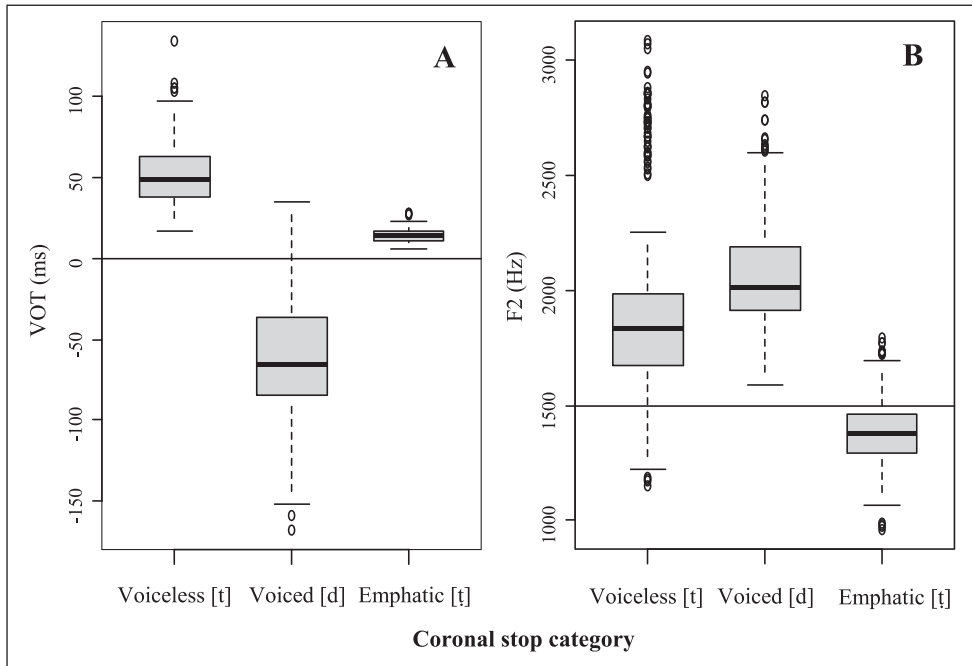 A
B
VOT (ms)
100
50
0
-50
-100
-150
F2 (Hz)
3000
2500
2000
1500
1000
Voiceless [t] Voiced [d] Emphatic [ṭ]
Voiceless [t] Voiced [d] Emphatic [ṭ]
Coronal stop category